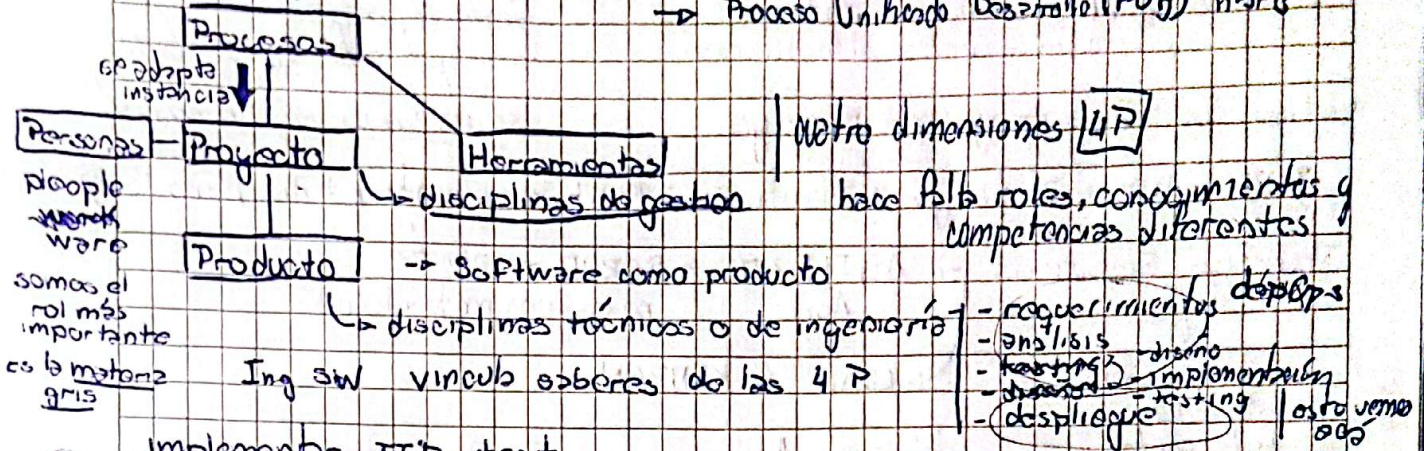 → Proceso Unificado Desarrollo (PUD)
Procesos
se adapta
instancia
Personas
Proyecto
Herramientas
cuatro dimensiones 4P
people
ware
somos el
rol más
importante
es la materia
gris
disciplinas de gestion
hace falta roles, conocimientos y
competencias diferentes
Producto
→ software como producto
disciplinas técnicas o de ingeniería
- requerimientos
- análisis
- testing
- diseño
- implementación
- testing
- despliegue
esto vemos
acá
Ing SW vincula saberes de las 4 P